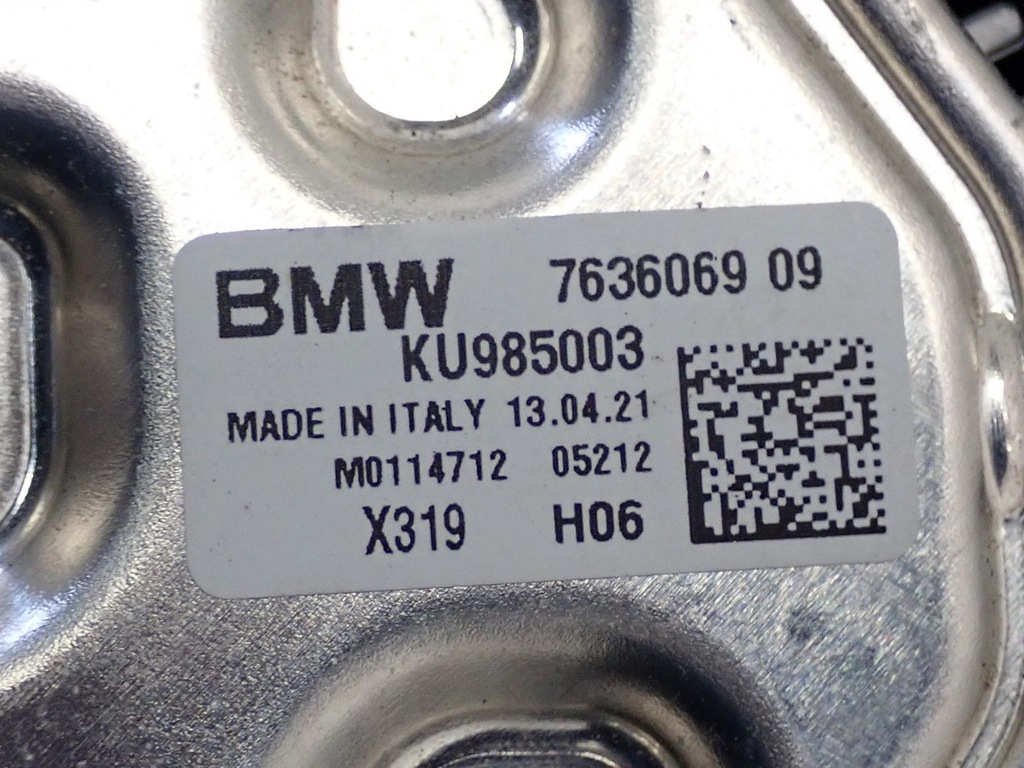 BMW 7636069 09
KU985003
MADE IN ITALY 13.04.21
M0114712 05212
X319 H06